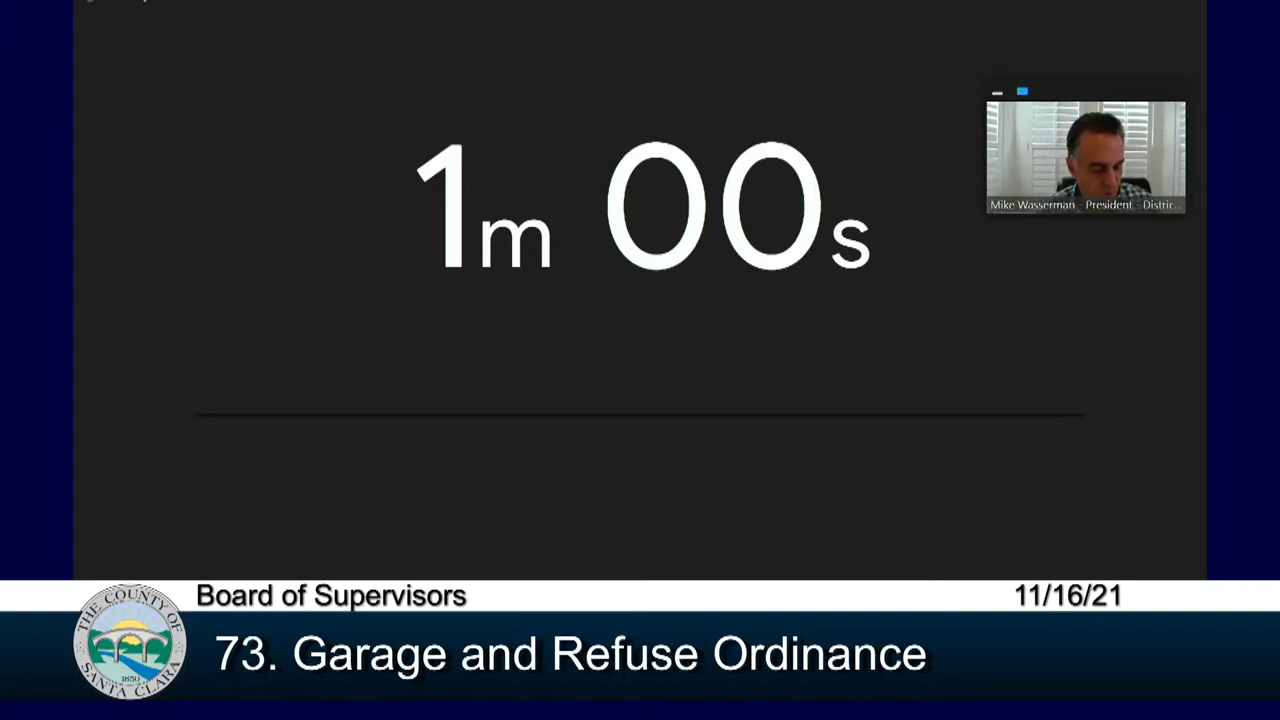 1m 00s
Mike Wasserman - President - Distric...
Board of Supervisors
11/16/21
THE COUNTY OF
SANTA CLARA
1850
73. Garage and Refuse Ordinance